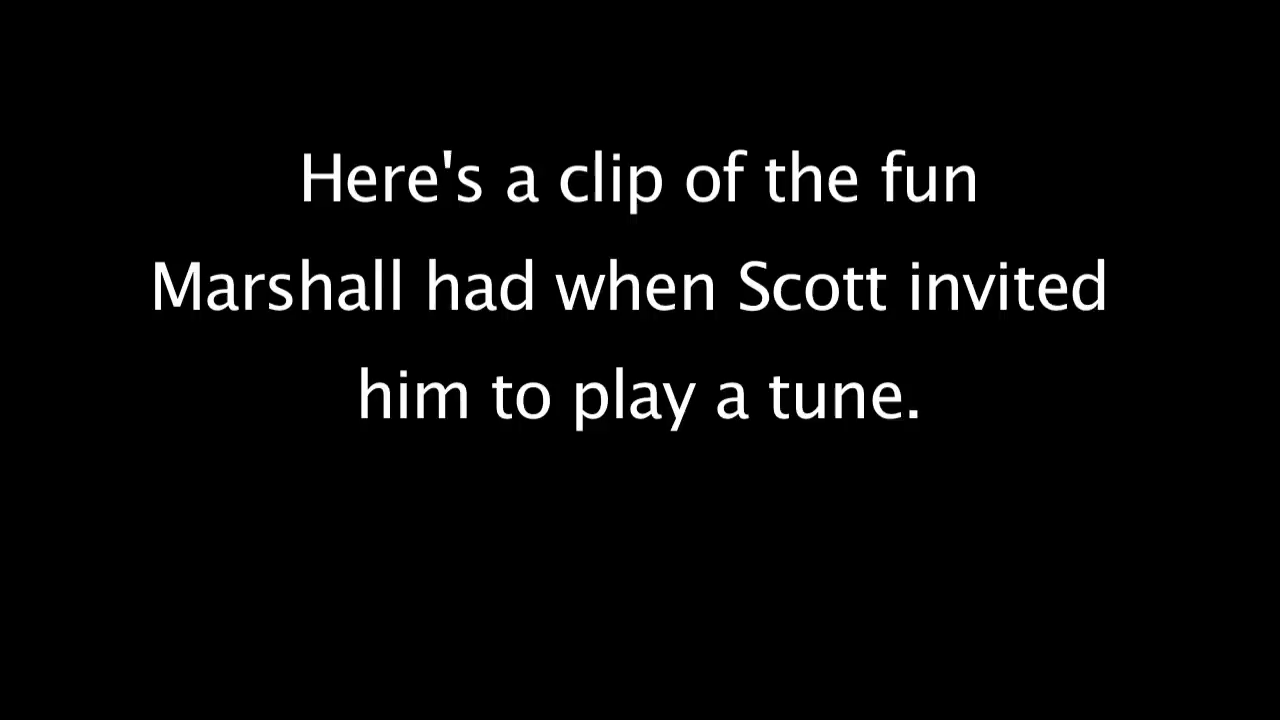 Here's a clip of the fun
Marshall had when Scott invited
him to play a tune.